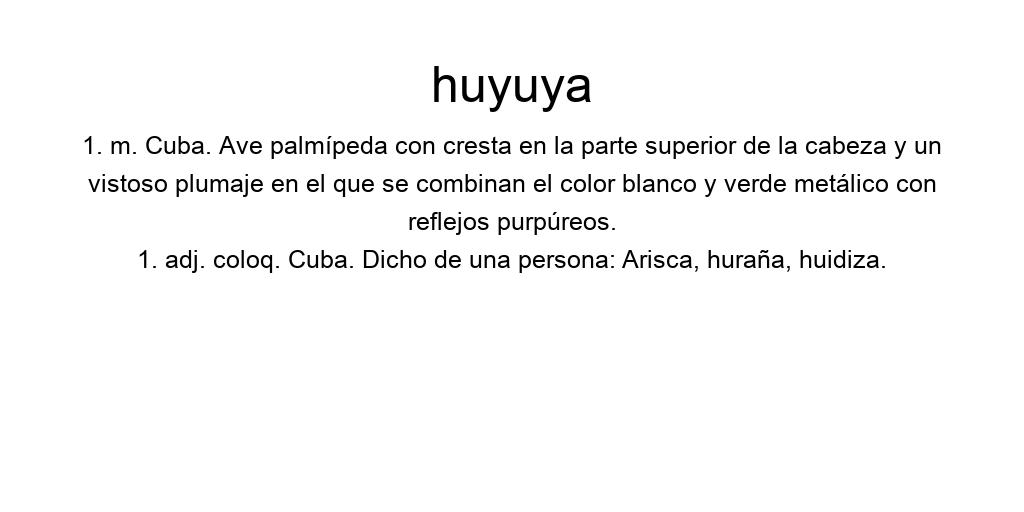 huyuya
1. m. Cuba. Ave palmípeda con cresta en la parte superior de la cabeza y un
vistoso plumaje en el que se combinan el color blanco y verde metálico con
reflejos purpúreos.
1. adj. coloq. Cuba. Dicho de una persona: Arisca, huraña, huidiza.